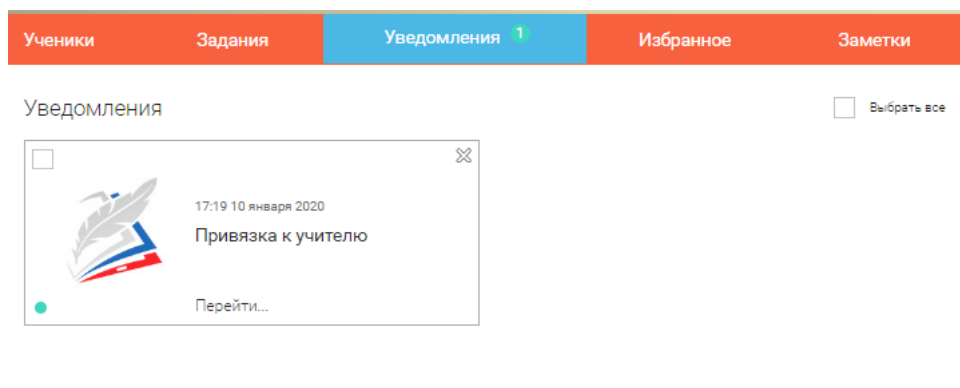 Ученики Задания Уведомления 1 Избранное Заметки
Уведомления Выбрать все
17:19 10 января 2020
Привязка к учителю
Перейти...